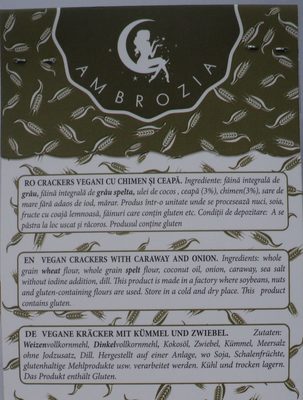 AMBROZIA
RO CRACKERS VEGANI CU CHIMEN ȘI CEAPĂ. Ingrediente: făină integrală de
grâu, făină integrală de grâu spelta, ulei de cocos , ceapă (3%), chimen(3%), sare de
mare fără adaos de iod, mărar. Produs într-o unitate unde se procesează nuci, soia,
fructe cu coajă lemnoasă, făinuri care conțin gluten etc. Condiții de depozitare: A se
păstra la loc uscat și răcoros. Produsul conține gluten
EN VEGAN CRACKERS WITH CARAWAY AND ONION. Ingredients: whole
grain wheat flour, whole grain spelt flour, coconut oil, onion, caraway, sea salt
without iodine addition, dill. This product is made in a factory where soybeans, nuts
and gluten-containing flours are used. Store in a cold and dry place. This product
contains gluten.
DE VEGANE KRÄCKER MIT KÜMMEL UND ZWIEBEL. Zutaten:
Weizenvollkornmehl, Dinkelvollkornmehl, Kokosöl, Zwiebel, Kümmel, Meersalz
ohne Jodzusatz, Dill. Hergestellt auf einer Anlage, wo Soja, Schalenfrüchte,
glutenhaltige Mehlprodukte usw. verarbeitet werden. Kühl und trocken lagern.
Das Produkt enthält Gluten.